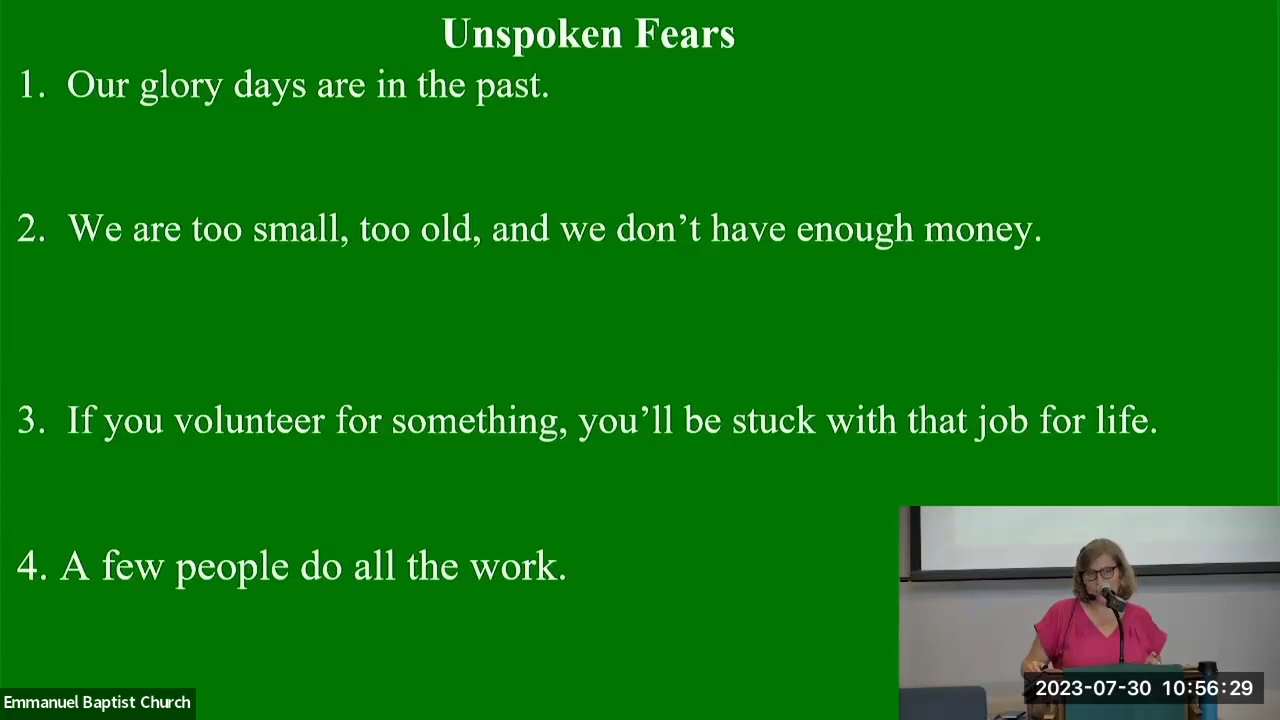 Unspoken Fears
1. Our glory days are in the past.
2. We are too small, too old, and we don’t have enough money.
3. If you volunteer for something, you’ll be stuck with that job for life.
4. A few people do all the work.
Emmanuel Baptist Church
2023-07-30 10:56:29